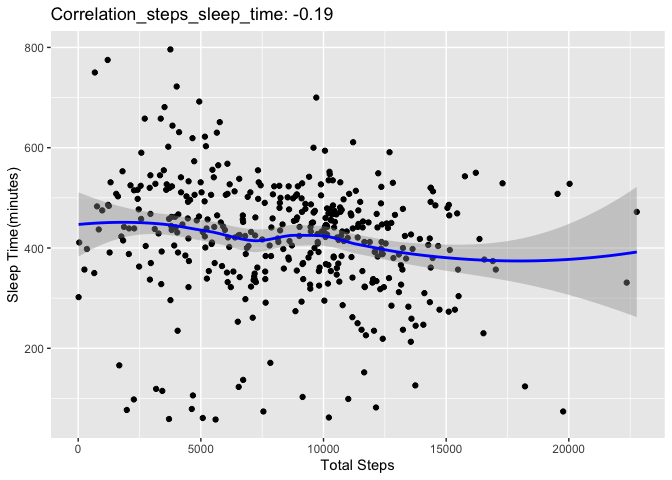 Correlation_steps_sleep_time: -0.19
800
600
400
200
Sleep Time(minutes)
0 5000 10000 15000 20000
Total Steps